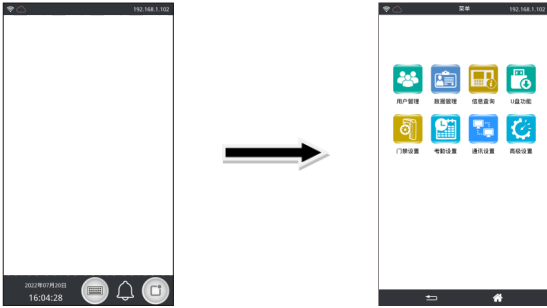 192.168.1.102
2022年07月20日
16:04:28
菜单
192.168.1.102
用户管理 数据管理 信息查询 U盘功能
门禁设置 考勤设置 通讯设置 高级设置